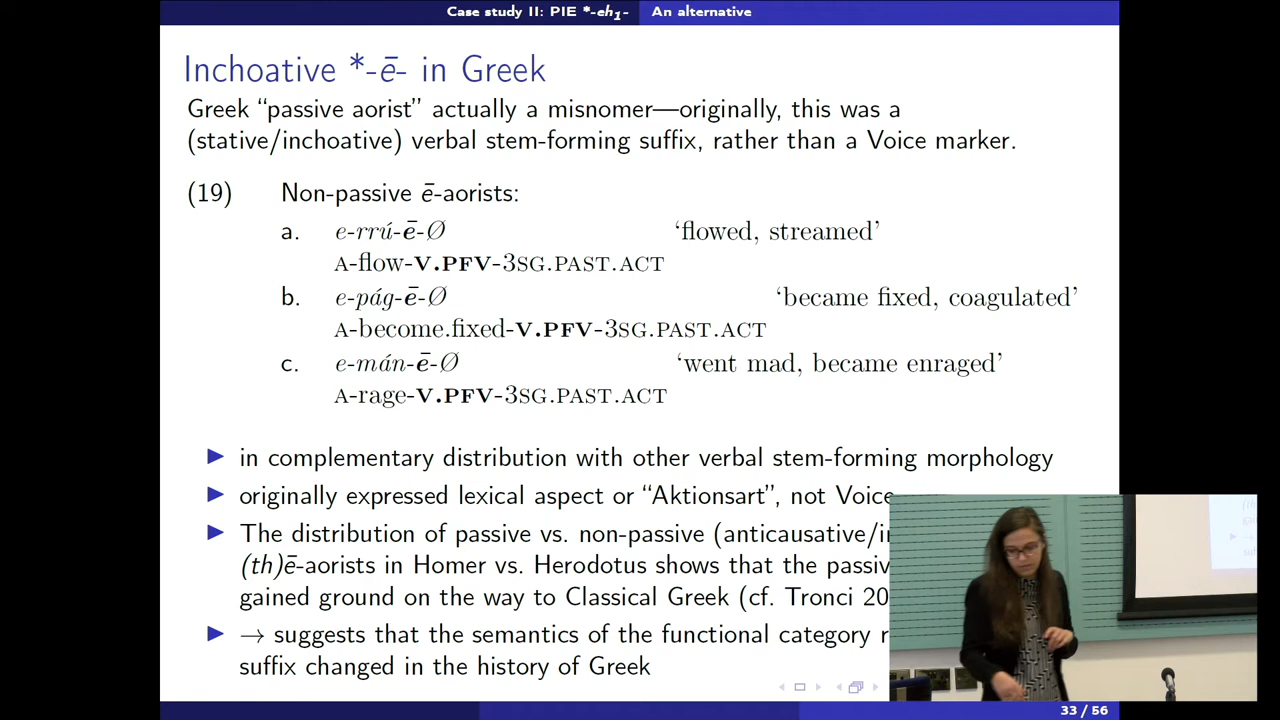 Case study II: PIE *-eh₁- An alternative
Inchoative *-ē- in Greek
Greek “passive aorist” actually a misnomer—originally, this was a
(stative/inchoative) verbal stem-forming suffix, rather than a Voice marker.
(19) Non-passive ē-aorists:
a. e-rrú-ē-Ø ‘flowed, streamed’
A-flow-V.PFV-3SG.PAST.ACT
b. e-pág-ē-Ø ‘became fixed, coagulated’
A-become.fixed-V.PFV-3SG.PAST.ACT
c. e-mán-ē-Ø ‘went mad, became enraged’
A-rage-V.PFV-3SG.PAST.ACT
▶ in complementary distribution with other verbal stem-forming morphology
▶ originally expressed lexical aspect or “Aktionsart”, not Voice
▶ The distribution of passive vs. non-passive (anticausative/in
(th)ē-aorists in Homer vs. Herodotus shows that the passiv
gained ground on the way to Classical Greek (cf. Tronci 20
▶ → suggests that the semantics of the functional category r
suffix changed in the history of Greek
33 / 56